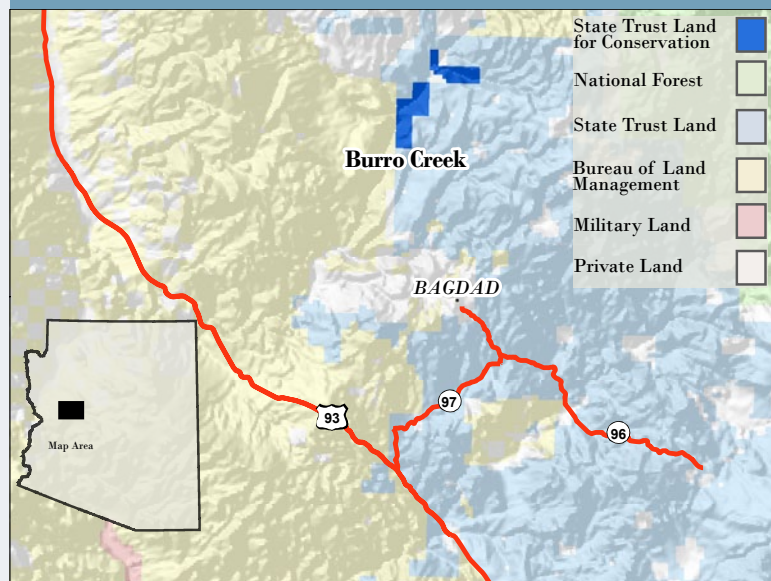 State Trust Land
for Conservation
National Forest
State Trust Land
Bureau of Land
Management
Military Land
Private Land
Burro Creek
BAGDAD
97
93
96
Map Area